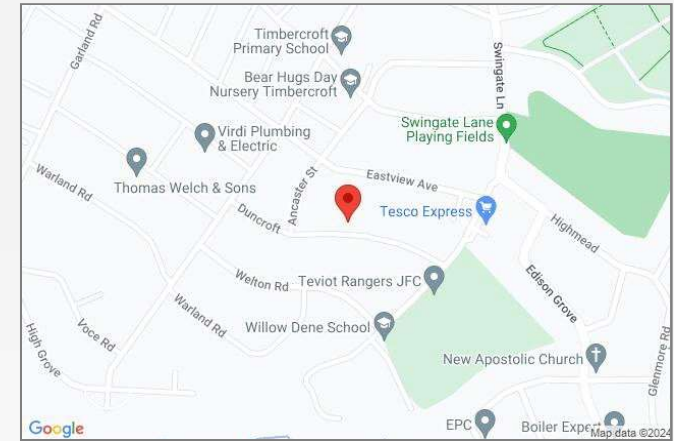 Garland Rd
Timbercroft
Primary School
Swingate Ln
Bear Hugs Day
Nursery Timbercroft
Virdi Plumbing
& Electric
Swingate Lane
Playing Fields
Thomas Welch & Sons
Warland Rd
Ancaster St
Eastview Ave
Tesco Express
Duncroft
Highmead
Welton Rd
Teviot Rangers JFC
Edison Grove
Warland Rd
Willow Dene School
Voce Rd
High Grove
New Apostolic Church
Glenmore Rd
EPC
Boiler Exper
Google
Map data ©2024